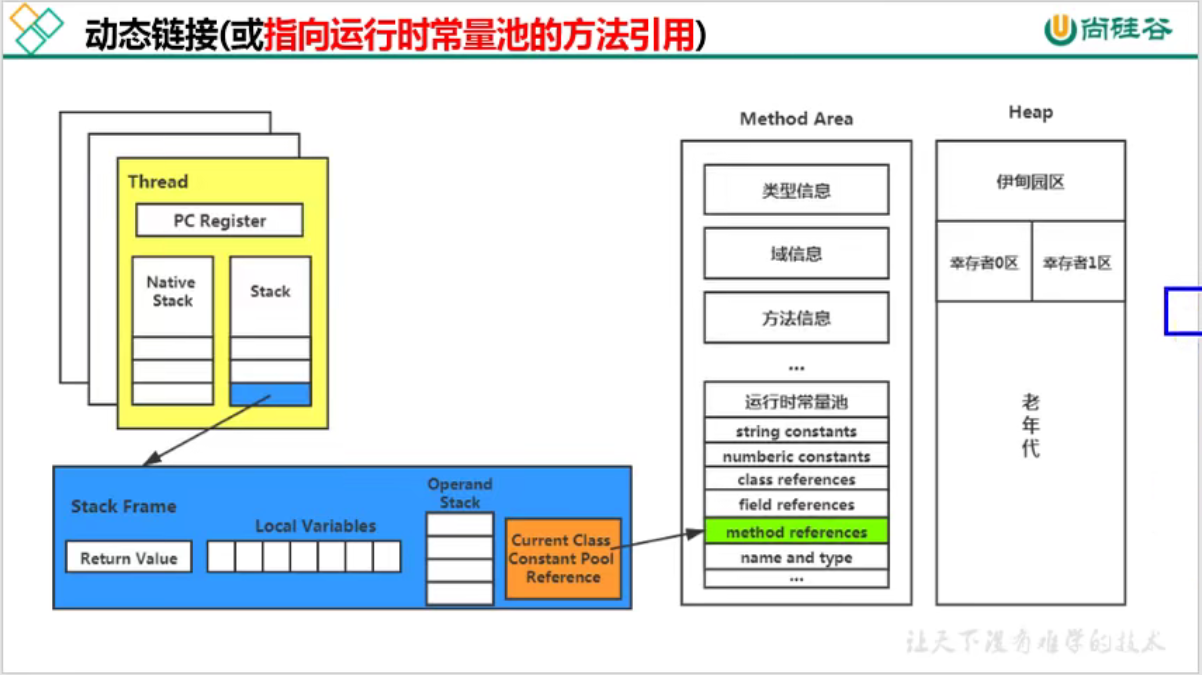 动态链接(或指向运行时常量池的方法引用)
尚硅谷
Thread
PC Register
Native
Stack
Stack
Stack Frame
Return Value
Local Variables
Operand
Stack
Current Class
Constant Pool
Reference
Method Area
类型信息
域信息
方法信息
...
运行时常量池
string constants
numberic constants
class references
field references
method references
name and type
...
Heap
伊甸园区
幸存者0区
幸存者1区
老
年
代
让天下没有难学的技术